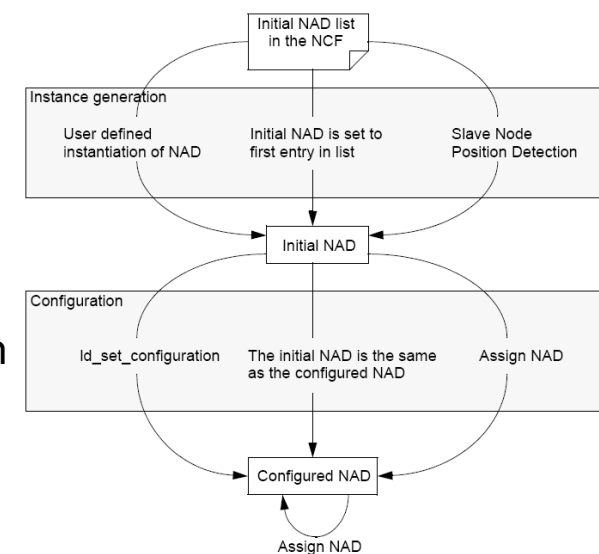 Initial NAD list
in the NCF
Instance generation
User defined
instantiation of NAD
Initial NAD is set to
first entry in list
Slave Node
Position Detection
Initial NAD
Configuration
n
ld_set_configuration
The initial NAD is the same
as the configured NAD
Assign NAD
Configured NAD
Assign NAD